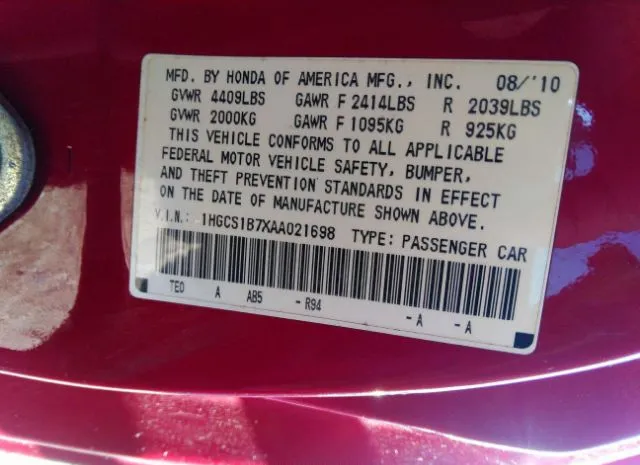 MFD. BY HONDA OF AMERICA MFG., INC. 08/'10
GVWR 4409LBS GAWR F 2414LBS R 2039LBS
GVWR 2000KG GAWR F 1095KG R 925KG
THIS VEHICLE CONFORMS TO ALL APPLICABLE
FEDERAL MOTOR VEHICLE SAFETY, BUMPER,
AND THEFT PREVENTION STANDARDS IN EFFECT
ON THE DATE OF MANUFACTURE SHOWN ABOVE.
V.I.N.: 1HGCS1B7XAA021698 TYPE: PASSENGER CAR
TEO A AB5 - R94 - A - A